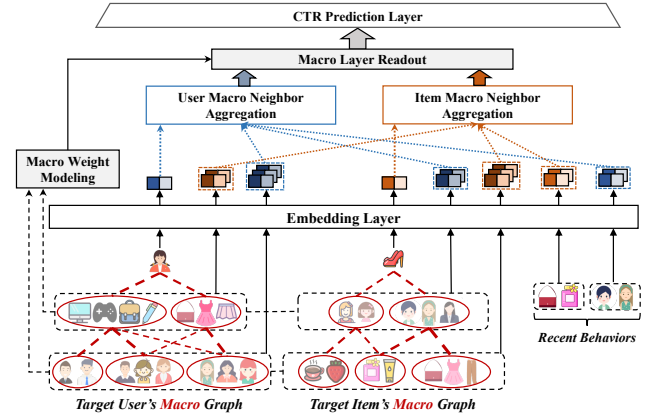 CTR Prediction Layer
Macro Layer Readout
User Macro Neighbor
Aggregation
Item Macro Neighbor
Aggregation
Macro Weight
Modeling
Embedding Layer
Recent Behaviors
Target User's Macro Graph
Target Item's Macro Graph